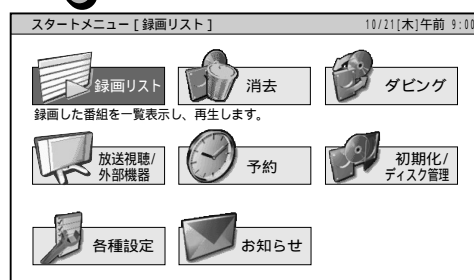 スタートメニュー [ 録画リスト ]
10/21[木]午前 9:00
録画リスト
消去
ダビング
録画した番組を一覧表示し、再生します。
放送視聴/
外部機器
予約
初期化/
ディスク管理
各種設定
お知らせ